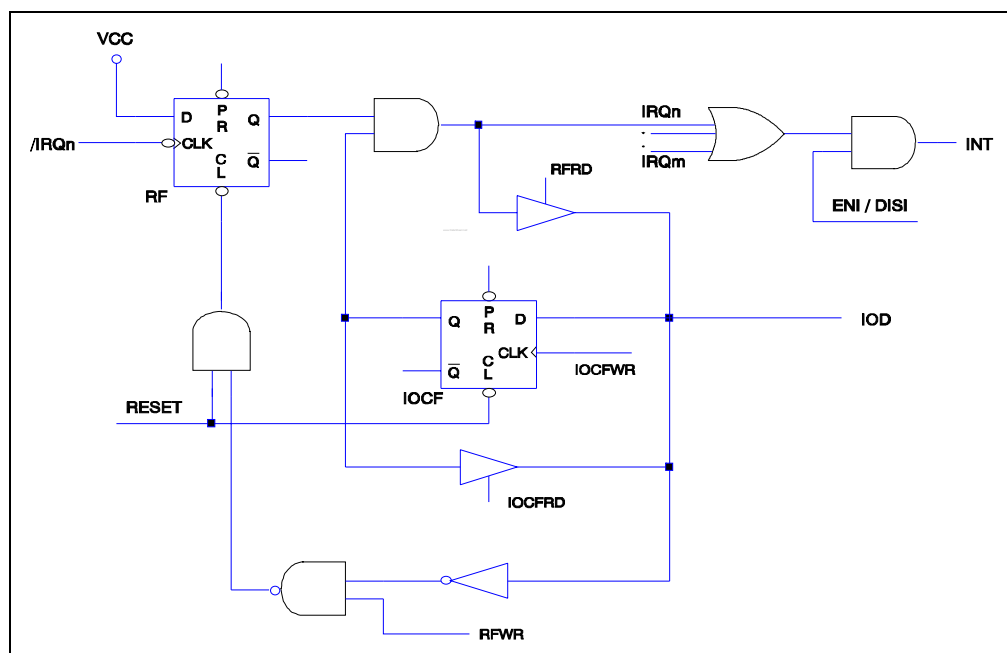 VCC
D
P
R
Q
/IRQn
CLK
C
L
Q
RF
IRQn
:
IRQm
INT
RFRD
ENI / DISI
Q
P
R
D
IOD
CLK
C
L
Q
IOCFWR
IOCF
RESET
IOCFRD
RFWR